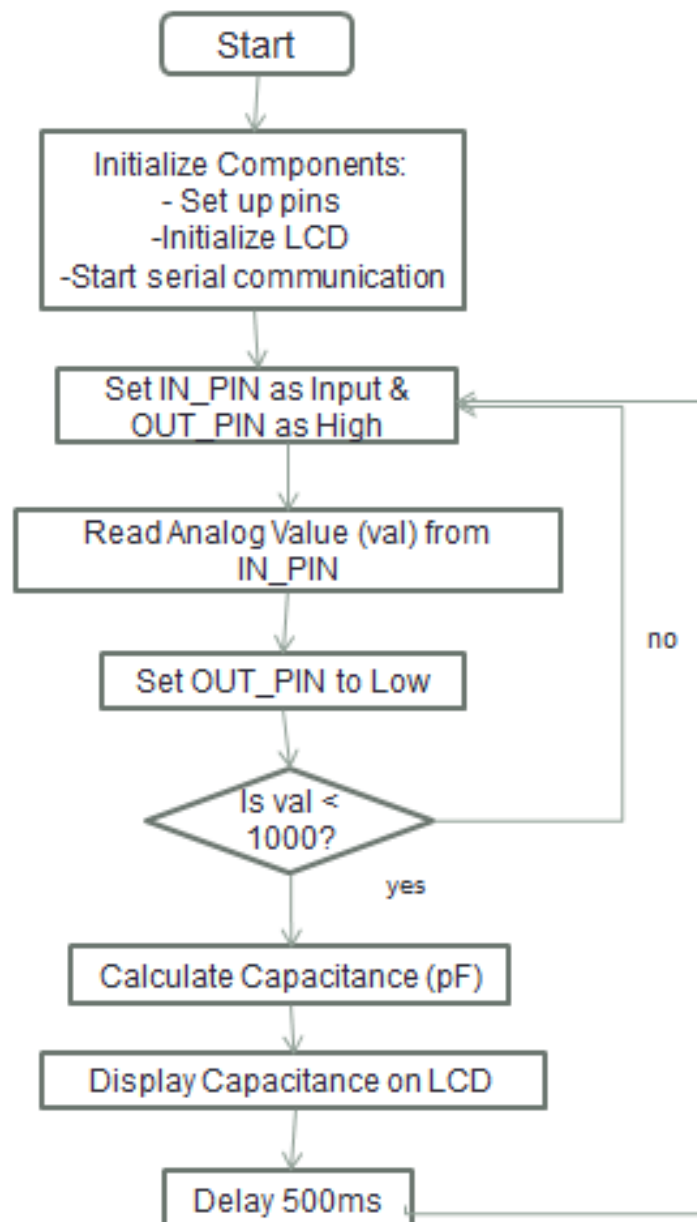 Start
Initialize Components:
- Set up pins
-Initialize LCD
-Start serial communication
Set IN_PIN as Input &
OUT_PIN as High
Read Analog Value (val) from
IN_PIN
no
Set OUT_PIN to Low
Is val <
1000?
yes
Calculate Capacitance (pF)
Display Capacitance on LCD
Delay 500ms